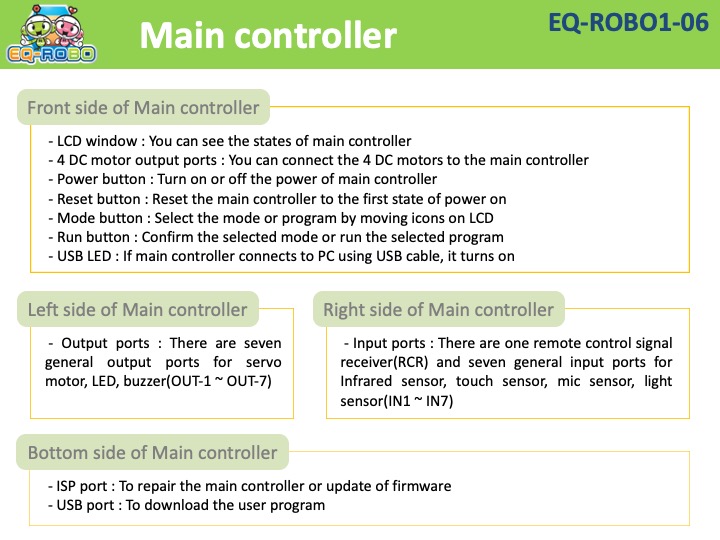 EQ-ROBO
Main controller
EQ-ROBO1-06
Front side of Main controller
- LCD window : You can see the states of main controller
- 4 DC motor output ports : You can connect the 4 DC motors to the main controller
- Power button : Turn on or off the power of main controller
- Reset button : Reset the main controller to the first state of power on
- Mode button : Select the mode or program by moving icons on LCD
- Run button : Confirm the selected mode or run the selected program
- USB LED : If main controller connects to PC using USB cable, it turns on
Left side of Main controller
- Output ports : There are seven
general output ports for servo
motor, LED, buzzer(OUT-1 ~ OUT-7)
Right side of Main controller
- Input ports : There are one remote control signal
receiver(RCR) and seven general input ports for
Infrared sensor, touch sensor, mic sensor, light
sensor(IN1 ~ IN7)
Bottom side of Main controller
- ISP port : To repair the main controller or update of firmware
- USB port : To download the user program